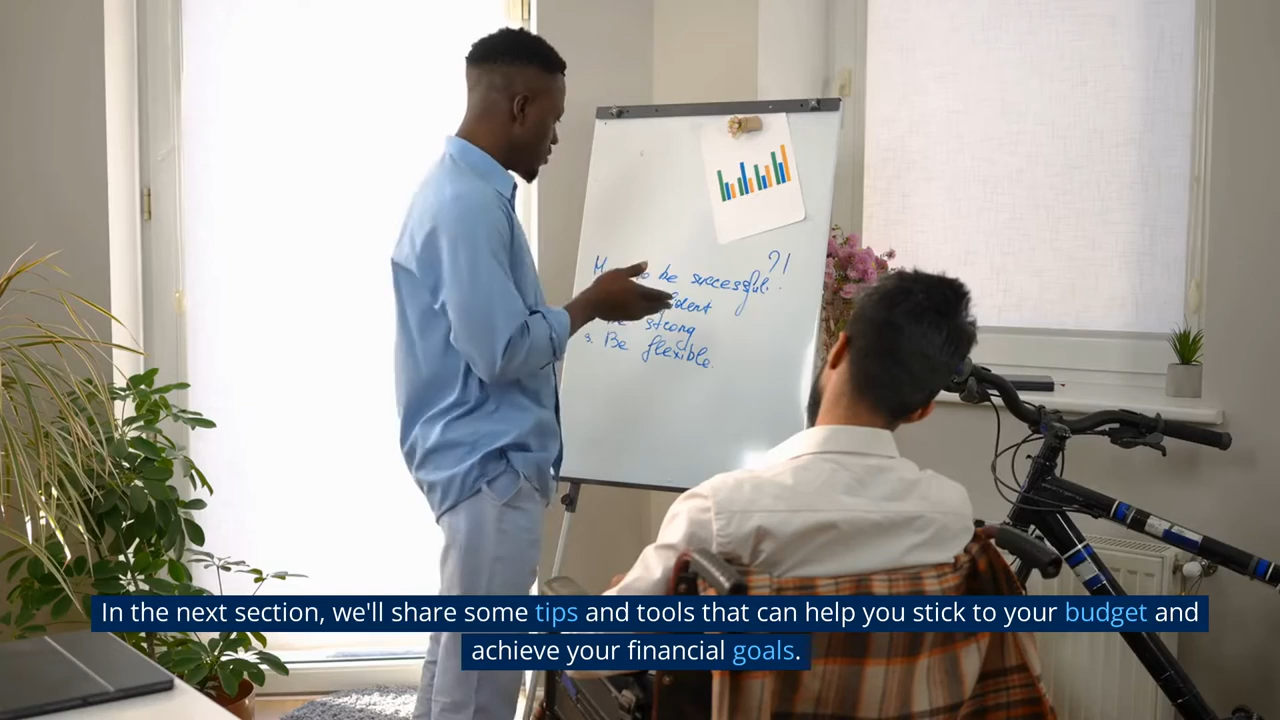 ?!
be successful.
strong
3. Be flexible.
In the next section, we'll share some tips and tools that can help you stick to your budget and
achieve your financial goals.